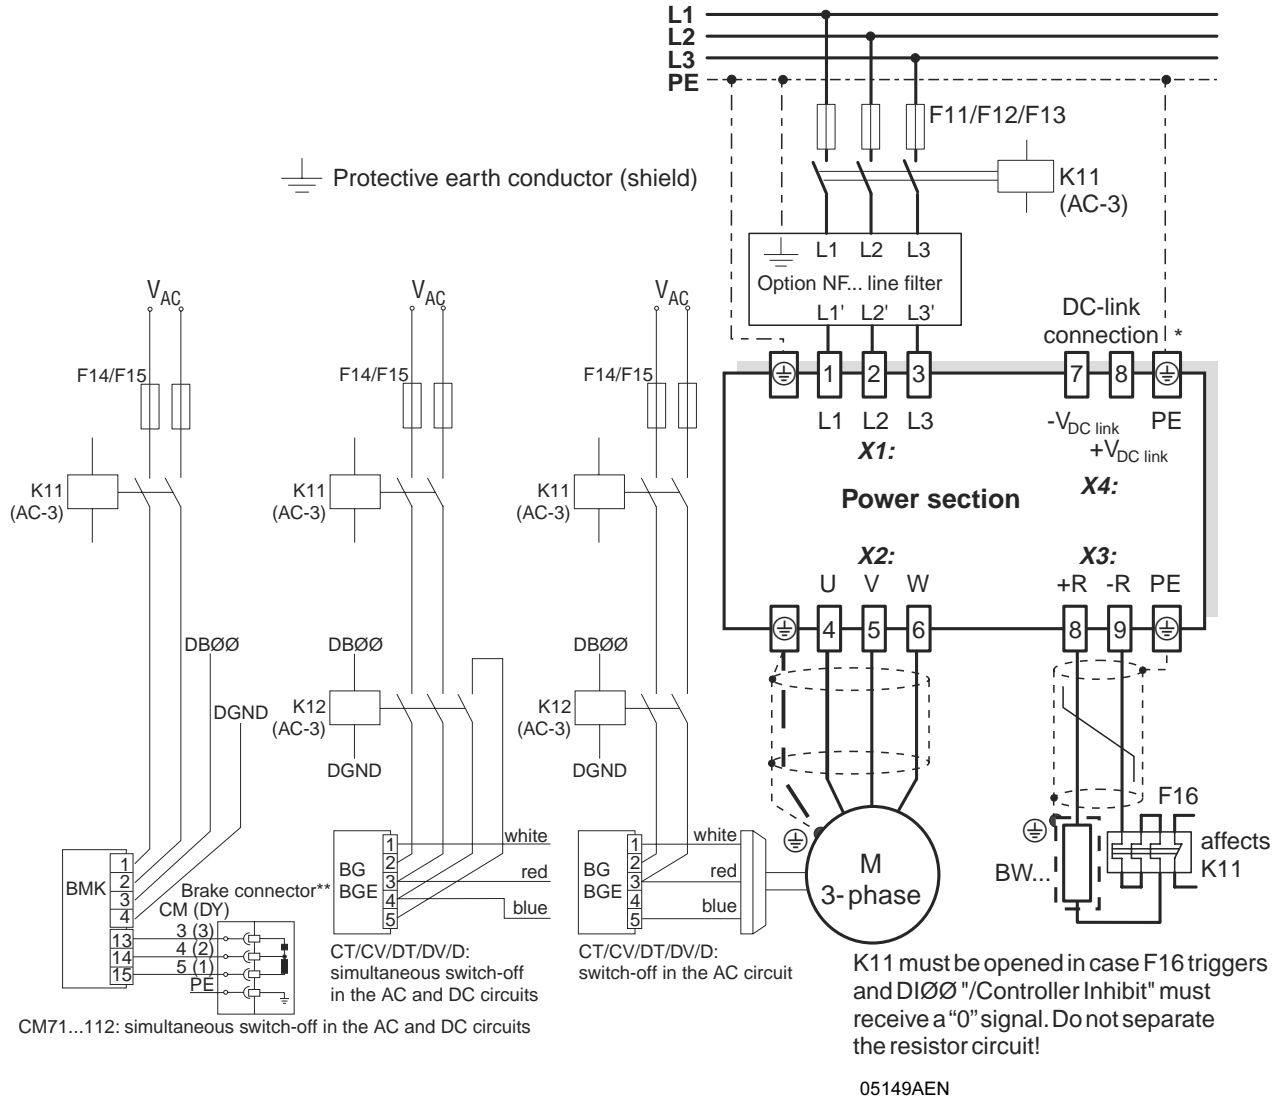 L1
L2
L3
PE
F11/F12/F13
Protective earth conductor (shield)
K11
(AC-3)
L1 L2 L3
Option NF... line filter
L1' L2' L3'
DC-link
connection *
VAC VAC VAC
F14/F15 F14/F15 F14/F15
1 2 3 7 8
L1 L2 L3 -VDC link PE
+VDC link
X1:
X4:
Power section
K11
(AC-3)
K11
(AC-3)
K11
(AC-3)
X2: X3:
U V W +R -R PE
4 5 6 8 9
DBØØ DBØØ DBØØ
DGND
K12
(AC-3)
K12
(AC-3)
DGND DGND
F16
affects
K11
BW...
M
3-phase
BMK
1
2
3
4
13
14
15
Brake connector**
CM (DY)
3 (3)
4 (2)
5 (1)
PE
BG
BGE
1
2
3
4
5
white
red
blue
BG
BGE
1
2
3
4
5
white
red
blue
CT/CV/DT/DV/D:
simultaneous switch-off
in the AC and DC circuits
CT/CV/DT/DV/D:
switch-off in the AC circuit
CM71...112: simultaneous switch-off in the AC and DC circuits
K11 must be opened in case F16 triggers
and DIØØ "/Controller Inhibit" must
receive a “0” signal. Do not separate
the resistor circuit!
05149AEN